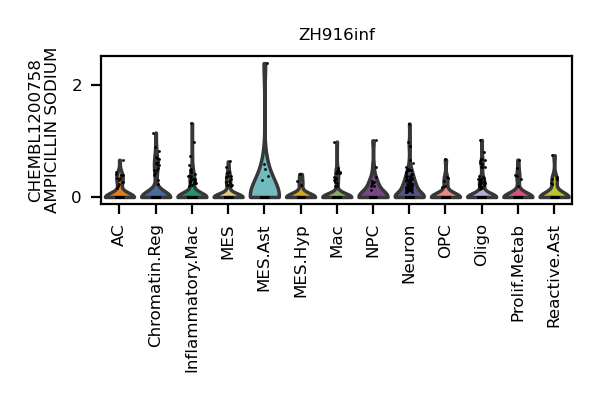 ZH916inf
CHEMBL1200758
AMPICILLIN SODIUM
2
0
AC
Chromatin.Reg
Inflammatory.Mac
MES
MES.Ast
MES.Hyp
Mac
NPC
Neuron
OPC
Oligo
Prolif.Metab
Reactive.Ast